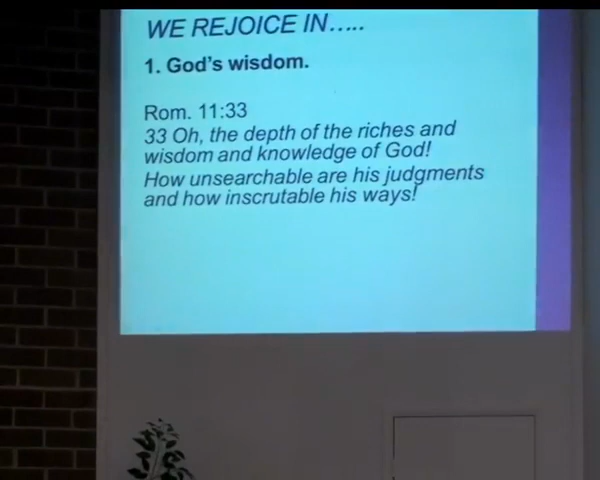 WE REJOICE IN.....
1. God's wisdom.
Rom. 11:33
33 Oh, the depth of the riches and
wisdom and knowledge of God!
How unsearchable are his judgments
and how inscrutable his ways!